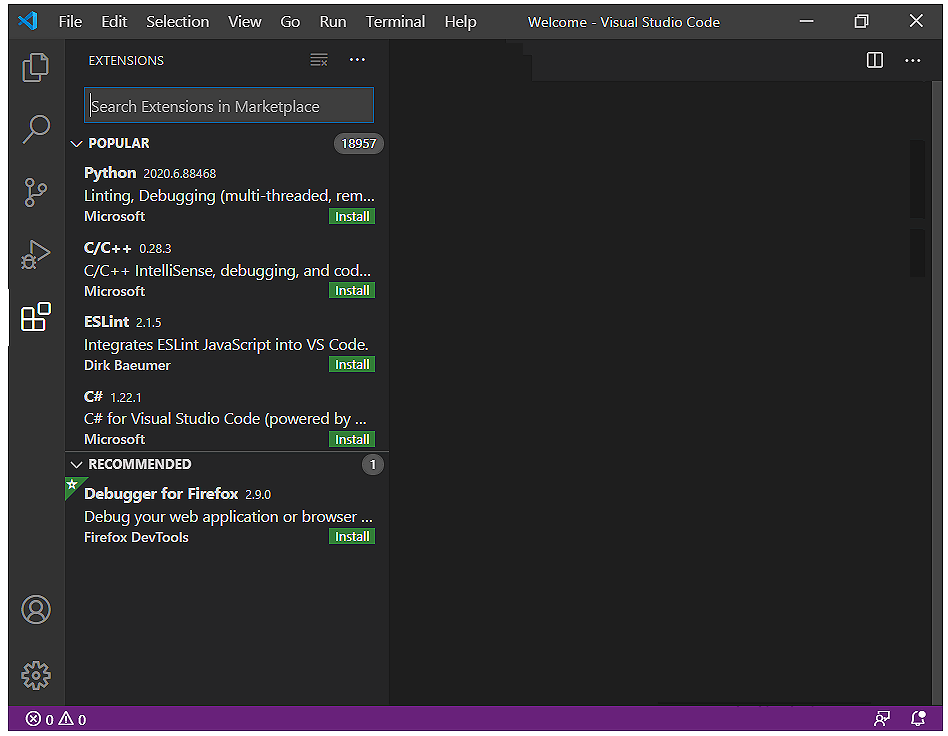 File Edit Selection View Go Run Terminal Help Welcome - Visual Studio Code
EXTENSIONS
Search Extensions in Marketplace
POPULAR 18957
Python 2020.6.88468
Linting, Debugging (multi-threaded, rem...
Microsoft Install
C/C++ 0.28.3
C/C++ IntelliSense, debugging, and cod...
Microsoft Install
ESLint 2.1.5
Integrates ESLint JavaScript into VS Code.
Dirk Baeumer Install
C# 1.22.1
C# for Visual Studio Code (powered by ...
Microsoft Install
RECOMMENDED 1
Debugger for Firefox 2.9.0
Debug your web application or browser ...
Firefox DevTools Install
0 0